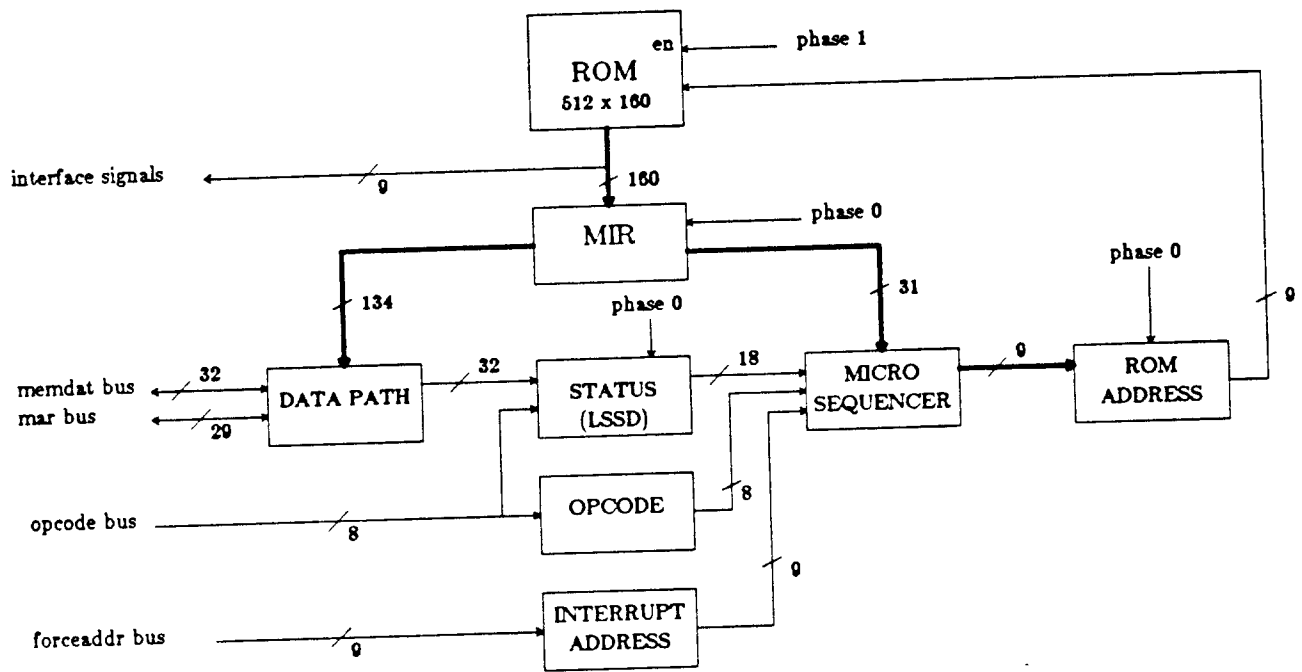 en
phase 1
ROM
512 x 160
interface signals
9
160
phase 0
MIR
phase 0
134
31
9
phase 0
memdat bus
32
32
18
9
DATA PATH
STATUS
(LSSD)
MICRO
SEQUENCER
ROM
ADDRESS
mar bus
29
opcode bus
8
OPCODE
8
9
forceaddr bus
9
INTERRUPT
ADDRESS